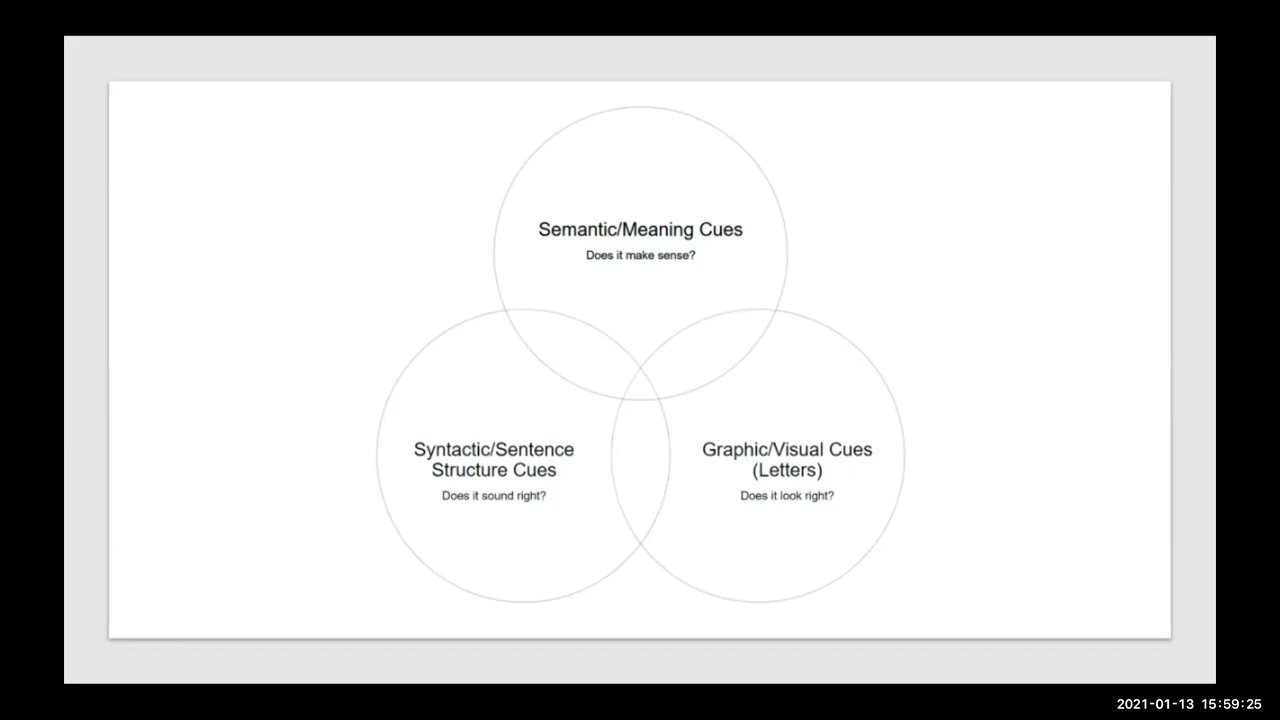 Semantic/Meaning Cues
Does it make sense?
Syntactic/Sentence
Structure Cues
Does it sound right?
Graphic/Visual Cues
(Letters)
Does it look right?
2021-01-13 15:59:25